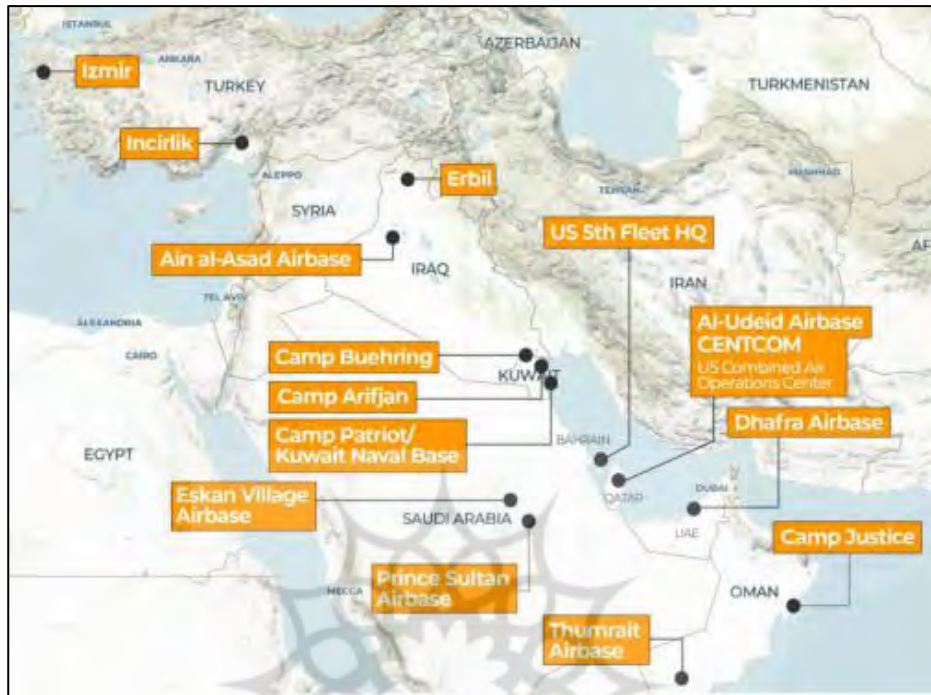 ISTANBUL
AZERBAIJAN
Izmir
ANKARA
TURKEY
TURKMENISTAN
Incirlik
ALEPPO
Erbil
TEHRAN
MASHHAD
SYRIA
US 5th Fleet HQ
AF
Ain al-Asad Airbase
IRAQ
IRAN
TEL AVIV
ALEXANDRIA
CAIRO
Al-Udeid Airbase
CENTCOM
US Combined Air
Operations Center
Camp Buehring
KUWAIT
Camp Arifjan
Dhafra Airbase
Camp Patriot/
Kuwait Naval Base
BAHRAIN
EGYPT
Eskan Village
Airbase
QATAR
DUBAI
SAUDI ARABIA
UAE
Camp Justice
Prince Sultan
Airbase
MECCA
OMAN
Thumrait
Airbase